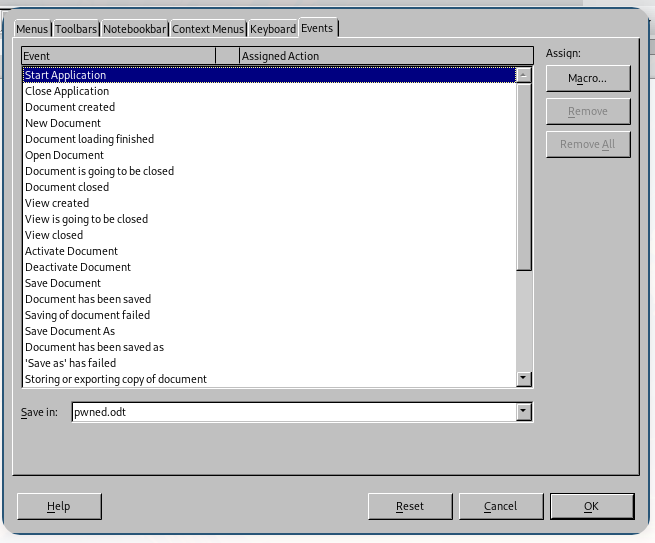 Menus Toolbars Notebookbar Context Menus Keyboard Events
Event Assigned Action
Assign:
Start Application
Macro...
Close Application
Document created
Remove
New Document
Document loading finished
Remove All
Open Document
Document is going to be closed
Document closed
View created
View is going to be closed
View closed
Activate Document
Deactivate Document
Save Document
Document has been saved
Saving of document failed
Save Document As
Document has been saved as
'Save as' has failed
Storing or exporting copy of document
Save in: pwned.odt
Help Reset Cancel OK